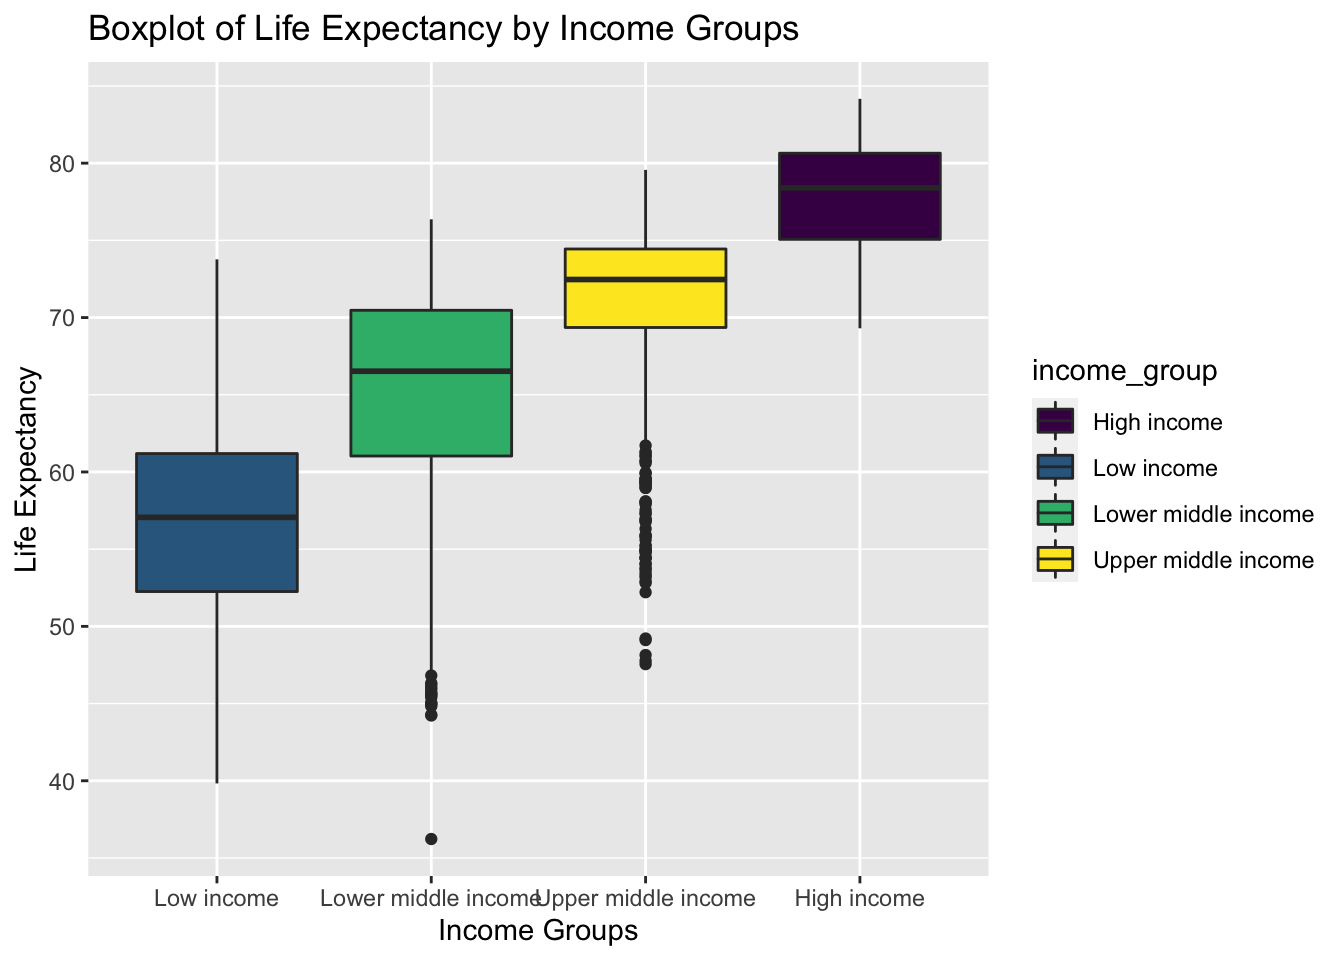 Boxplot of Life Expectancy by Income Groups
80
70
60
50
40
Life Expectancy
Low income
Lower middle income
Upper middle income
High income
Income Groups
income_group
High income
Low income
Lower middle income
Upper middle income